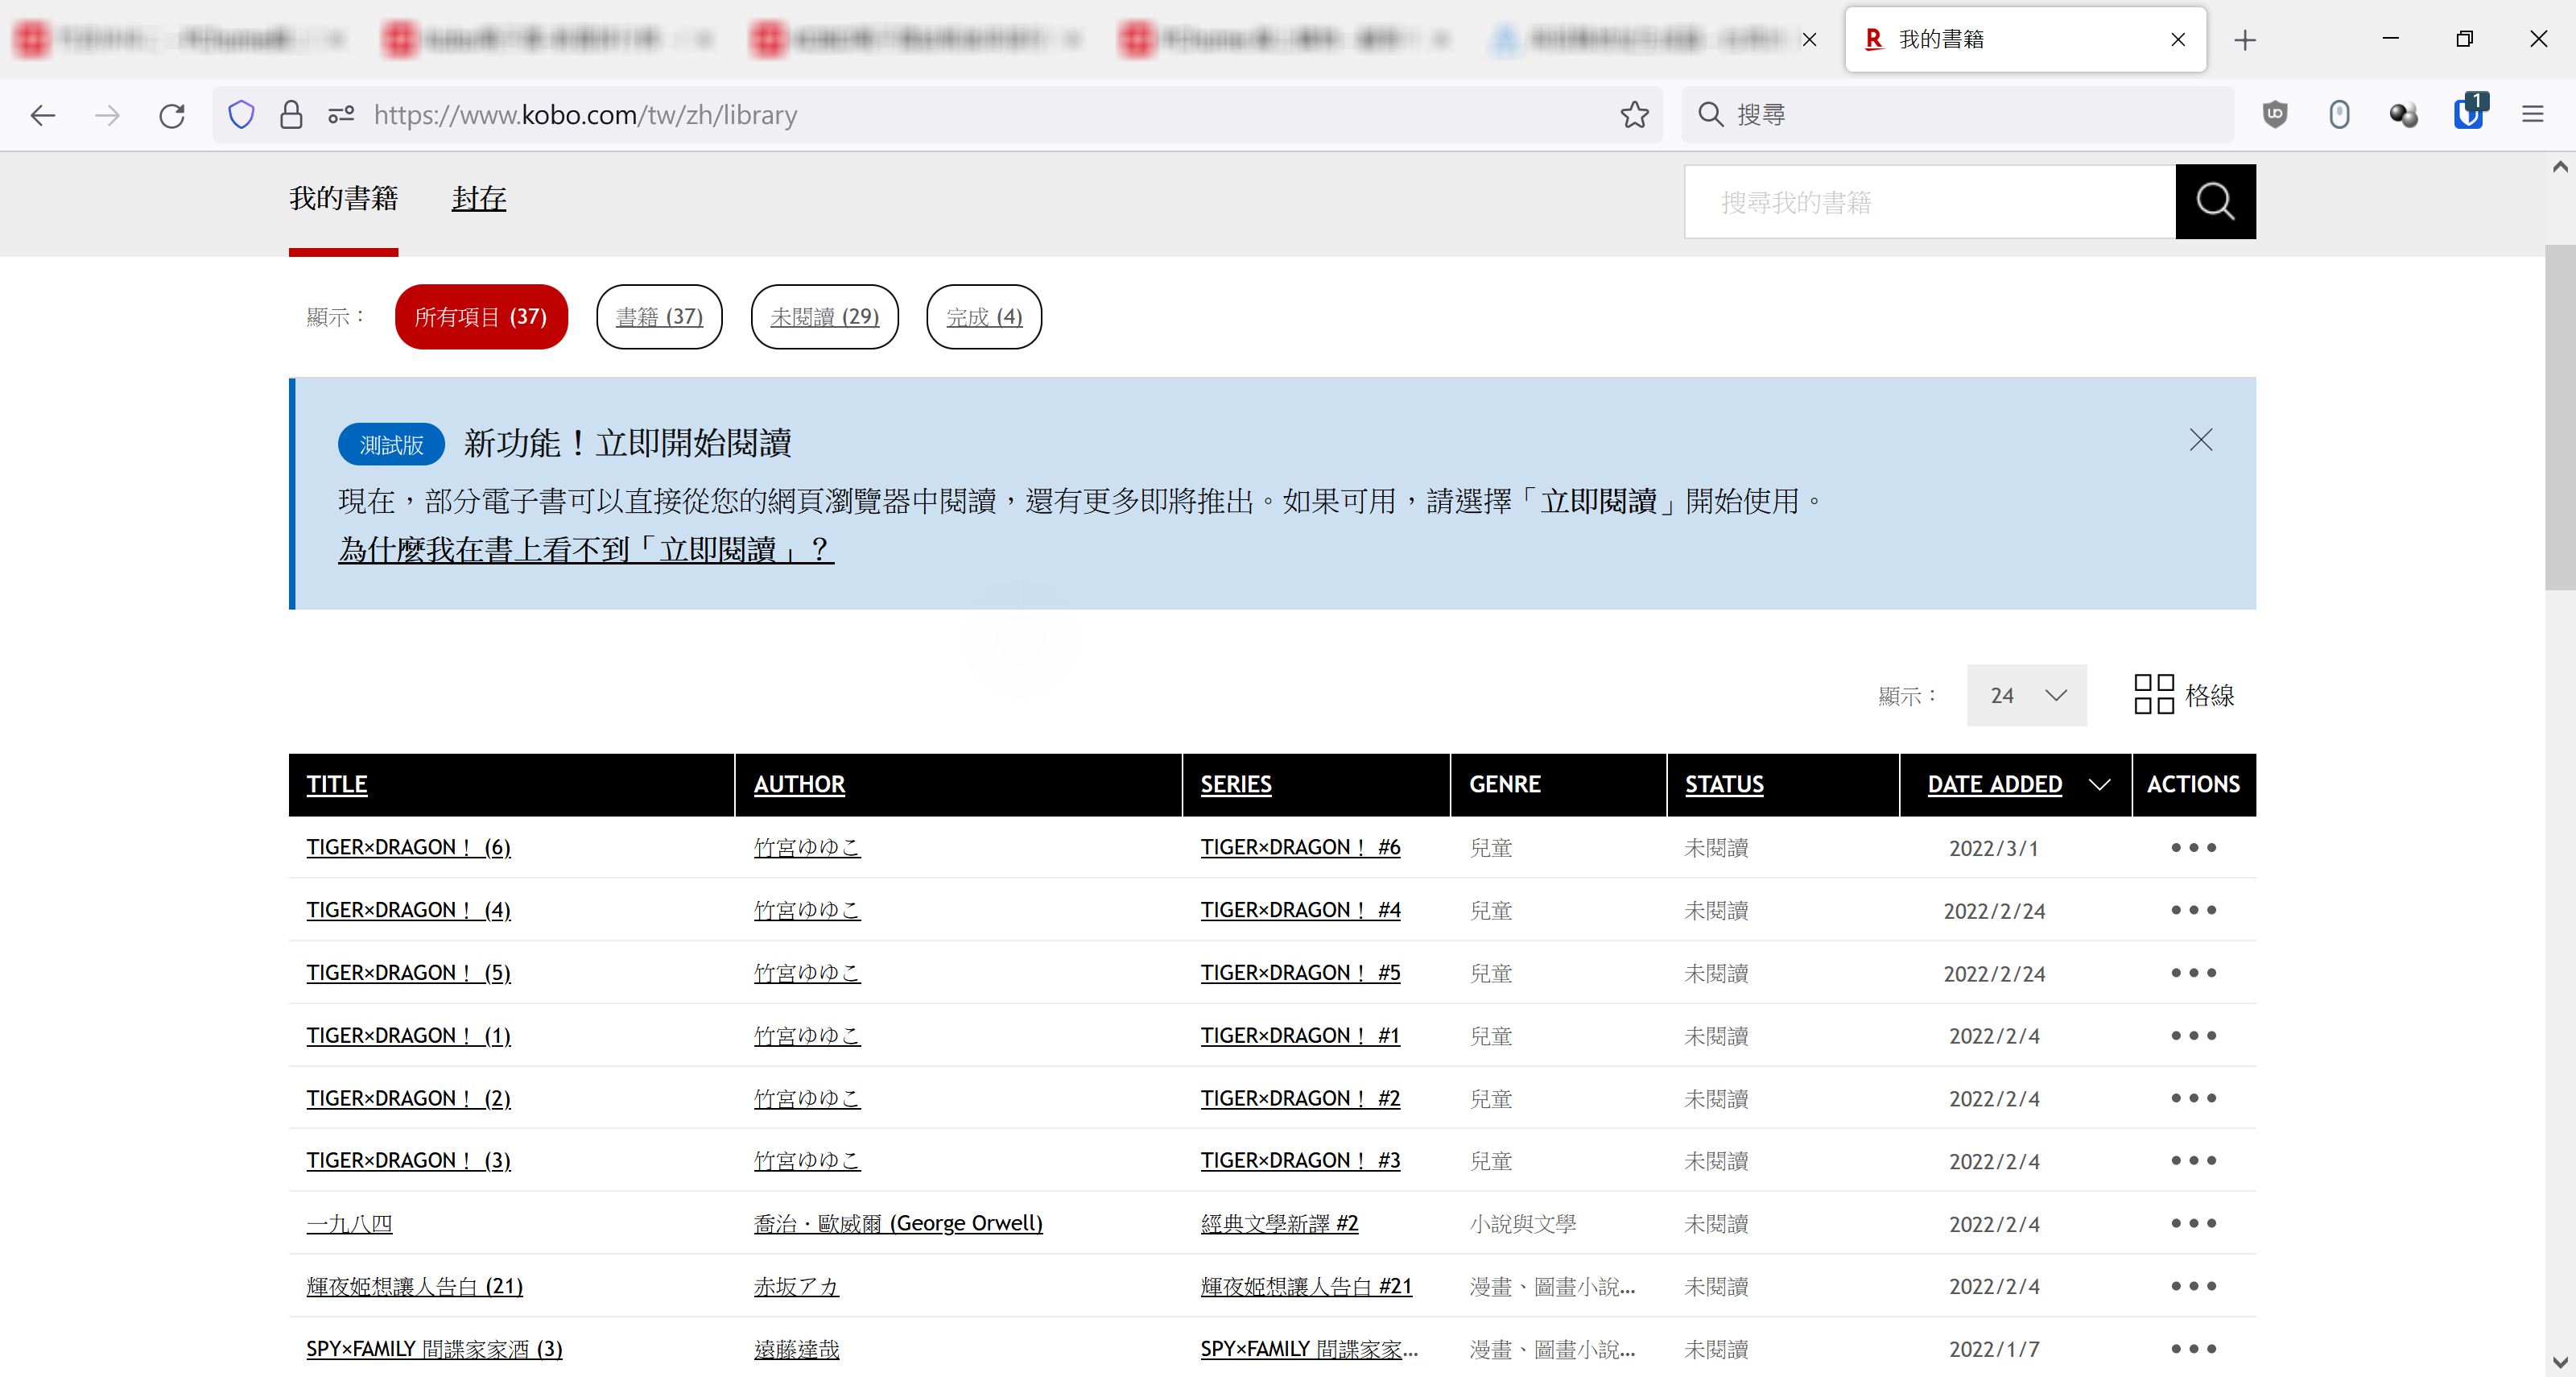 我的書籍
https://www.kobo.com/tw/zh/library
搜尋
1
我的書籍 封存
搜尋我的書籍
顯示： 所有項目 (37) 書籍 (37) 未閱讀 (29) 完成 (4)
測試版 新功能！立即開始閱讀
現在，部分電子書可以直接從您的網頁瀏覽器中閱讀，還有更多即將推出。如果可用，請選擇「立即閱讀」開始使用。
為什麼我在書上看不到「立即閱讀」？
顯示： 24 格線
TITLE AUTHOR SERIES GENRE STATUS DATE ADDED ACTIONS
TIGER×DRAGON！ (6) 竹宮ゆゆこ TIGER×DRAGON！ #6 兒童 未閱讀 2022/3/1
TIGER×DRAGON！ (4) 竹宮ゆゆこ TIGER×DRAGON！ #4 兒童 未閱讀 2022/2/24
TIGER×DRAGON！ (5) 竹宮ゆゆこ TIGER×DRAGON！ #5 兒童 未閱讀 2022/2/24
TIGER×DRAGON！ (1) 竹宮ゆゆこ TIGER×DRAGON！ #1 兒童 未閱讀 2022/2/4
TIGER×DRAGON！ (2) 竹宮ゆゆこ TIGER×DRAGON！ #2 兒童 未閱讀 2022/2/4
TIGER×DRAGON！ (3) 竹宮ゆゆこ TIGER×DRAGON！ #3 兒童 未閱讀 2022/2/4
一九八四 喬治．歐威爾 (George Orwell) 經典文學新譯 #2 小說與文學 未閱讀 2022/2/4
輝夜姬想讓人告白 (21) 赤坂アカ 輝夜姬想讓人告白 #21 漫畫、圖畫小說... 未閱讀 2022/2/4
SPY×FAMILY 間諜家家酒 (3) 遠藤達哉 SPY×FAMILY 間諜家家... 漫畫、圖畫小說... 未閱讀 2022/1/7